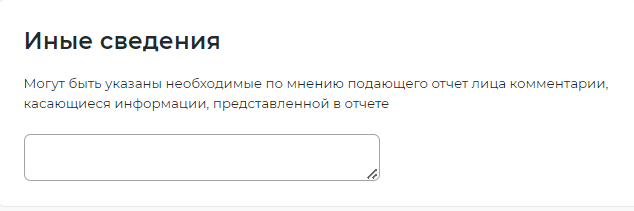 Иные сведения
Могут быть указаны необходимые по мнению подающего отчет лица комментарии,
касающиеся информации, представленной в отчете